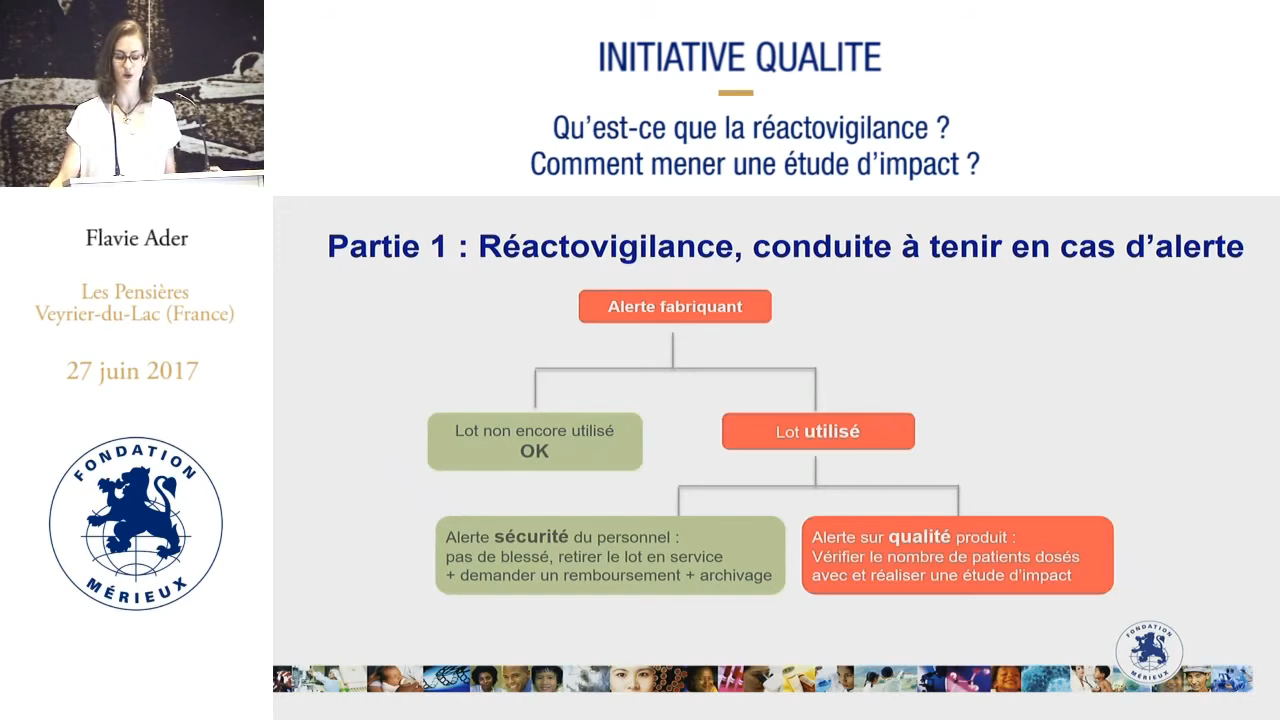 INITIATIVE QUALITE
Qu’est-ce que la réactovigilance ?
Comment mener une étude d’impact ?
Flavie Ader
Les Pensières
Veyrier-du-Lac (France)
27 juin 2017
FONDATION
MÉRIEUX
Partie 1 : Réactovigilance, conduite à tenir en cas d’alerte
Alerte fabriquant
Lot non encore utilisé
OK
Lot utilisé
Alerte sécurité du personnel :
pas de blessé, retirer le lot en service
+ demander un remboursement + archivage
Alerte sur qualité produit :
Vérifier le nombre de patients dosés
avec et réaliser une étude d’impact
FONDATION
MÉRIEUX